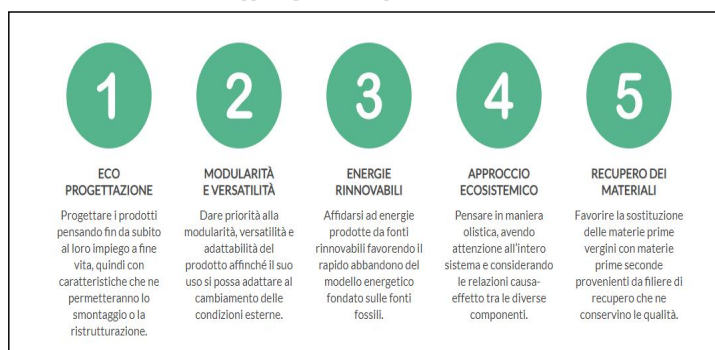 1
ECO
PROGETTAZIONE
Progettare i prodotti
pensando fin da subito
al loro impiego a fine
vita, quindi con
caratteristiche che ne
permetteranno lo
smontaggio o la
ristrutturazione.
2
MODULARITÀ
E VERSATILITÀ
Dare priorità alla
modularità, versatilità e
adattabilità del
prodotto affinché il suo
uso si possa adattare al
cambiamento delle
condizioni esterne.
3
ENERGIE
RINNOVABILI
Affidarsi ad energie
prodotte da fonti
rinnovabili favorendo il
rapido abbandono del
modello energetico
fondato sulle fonti
fossili.
4
APPROCCIO
ECOSISTEMICO
Pensare in maniera
olistica, avendo
attenzione all'intero
sistema e considerando
le relazioni causa-
effetto tra le diverse
componenti.
5
RECUPERO DEI
MATERIALI
Favorire la sostituzione
delle materie prime
vergini con materie
prime seconde
provenienti da filiere di
recupero che ne
conservino le qualità.